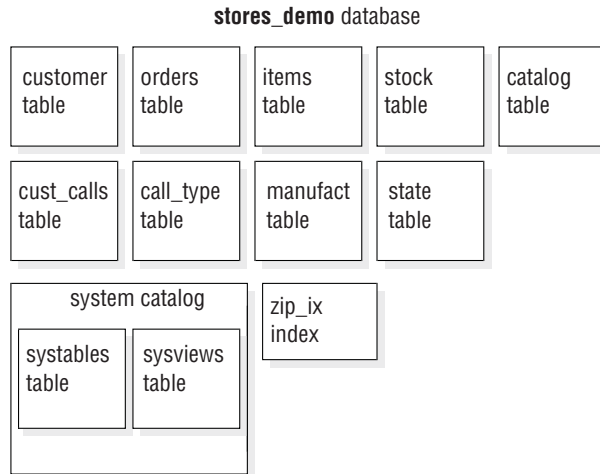 stores_demo database
customer
table
orders
table
items
table
stock
table
catalog
table
cust_calls
table
call_type
table
manufact
table
state
table
system catalog
systables
table
sysviews
table
zip_ix
index